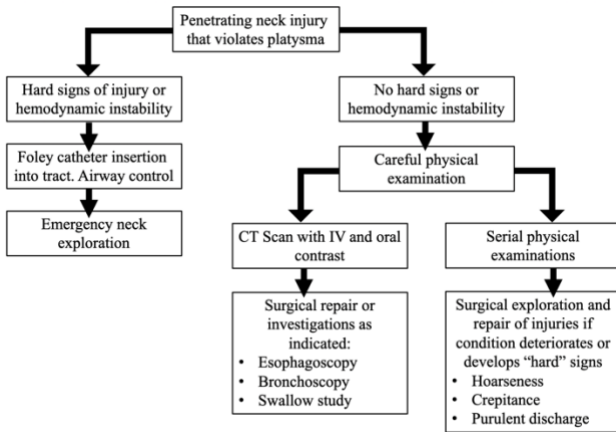 Penetrating neck injury
that violates platysma
Hard signs of injury or
hemodynamic instability
No hard signs or
hemodynamic instability
Foley catheter insertion
into tract. Airway control
Careful physical
examination
Emergency neck
exploration
CT Scan with IV and oral
contrast
Serial physical
examinations
Surgical repair or
investigations as
indicated:
• Esophagoscopy
• Bronchoscopy
• Swallow study
Surgical exploration and
repair of injuries if
condition deteriorates or
develops “hard” signs
• Hoarseness
• Crepitance
• Purulent discharge